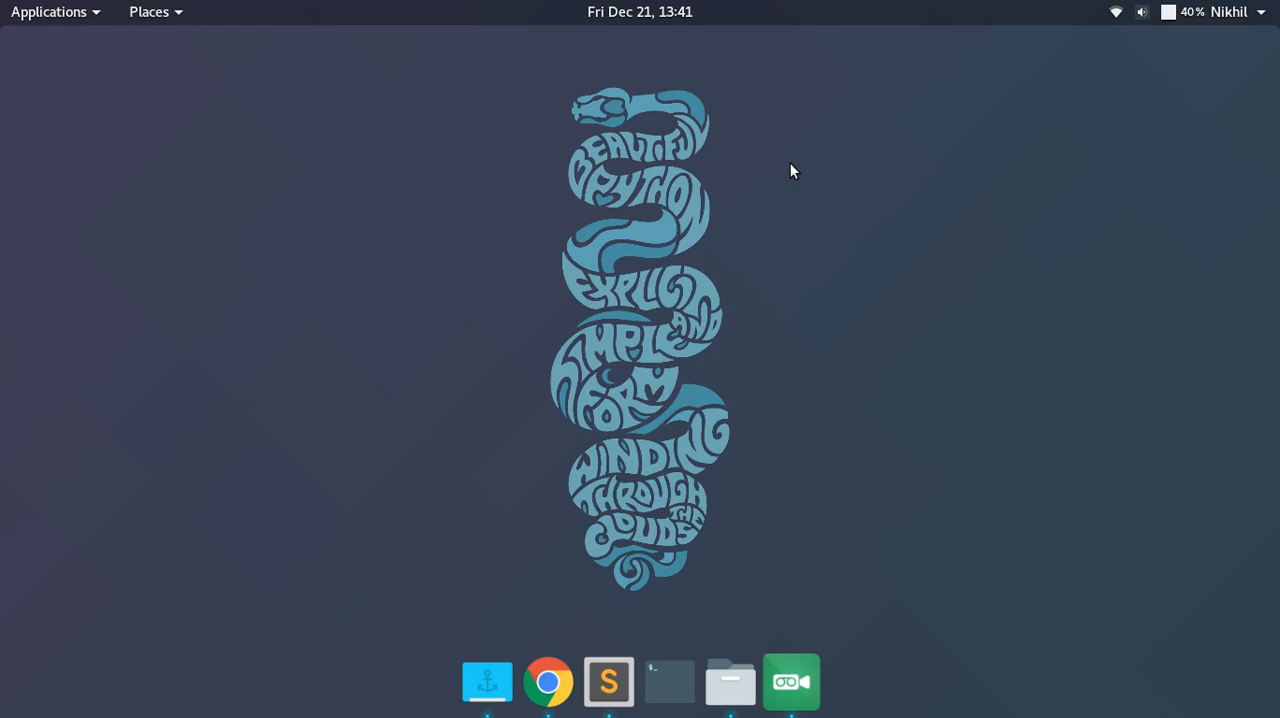 Applications Places Fri Dec 21, 13:41 40% Nikhil
BEAUTIFUL
PYTHON
EXPLICIT
AND
SIMPLE
FORM
WINDING
THROUGH
THE
CLOUDS
S